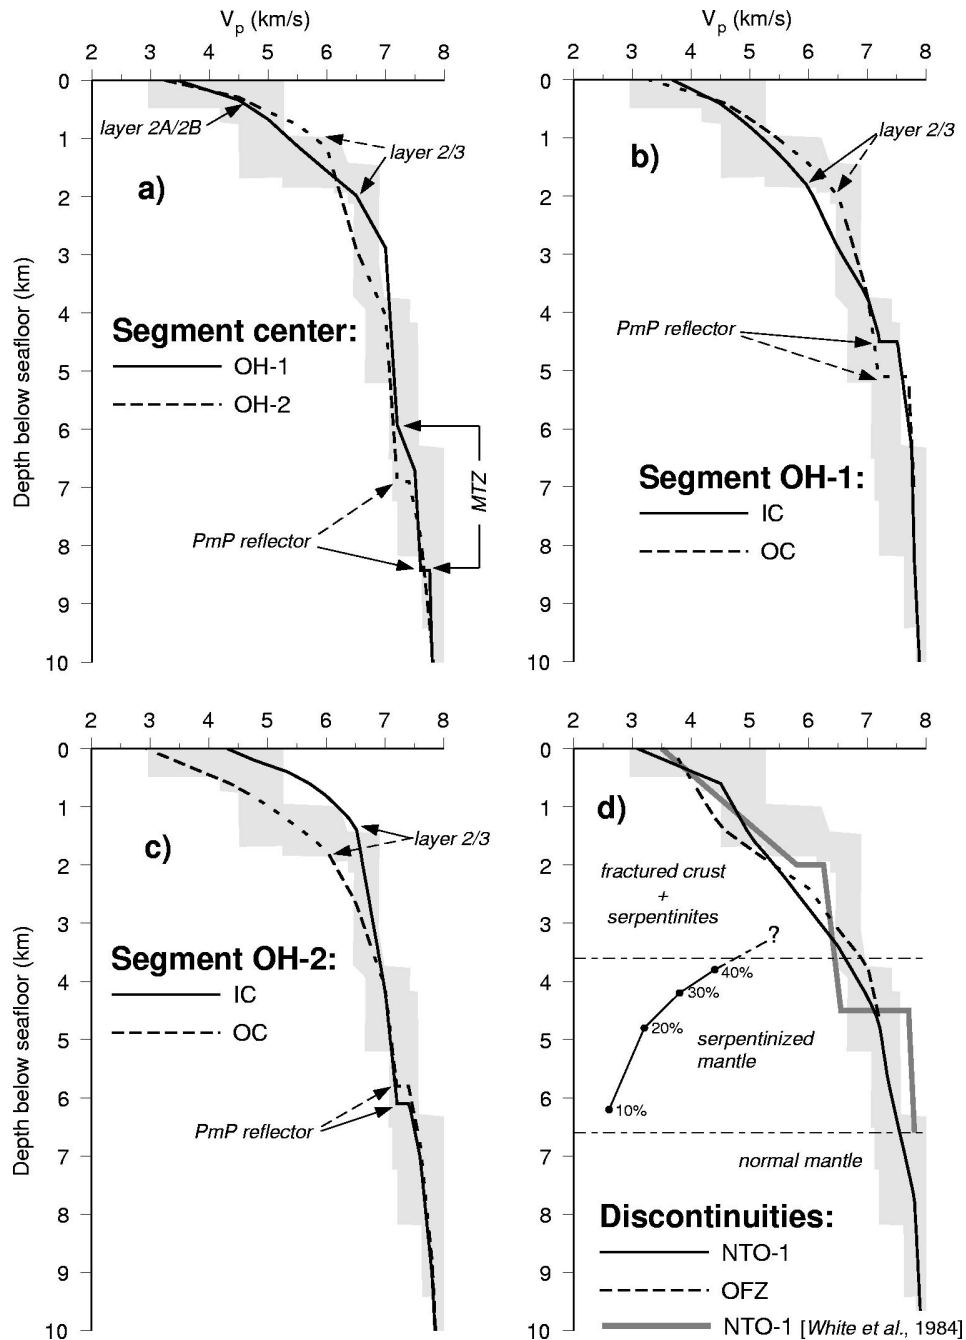 Vp (km/s)
2 3 4 5 6 7 8
0
1
2
3
4
5
6
7
8
9
10
Depth below seafloor (km)
layer 2A/2B
layer 2/3
a)
Segment center:
OH-1
OH-2
MTZ
PmP reflector
Vp (km/s)
2 3 4 5 6 7 8
0
1
2
3
4
5
6
7
8
9
10
b)
layer 2/3
PmP reflector
Segment OH-1:
IC
OC
2 3 4 5 6 7 8
0
1
2
3
4
5
6
7
8
9
10
Depth below seafloor (km)
c)
layer 2/3
Segment OH-2:
IC
OC
PmP reflector
2 3 4 5 6 7 8
0
1
2
3
4
5
6
7
8
9
10
d)
fractured crust
+
serpentinites
?
40%
30%
20%
10%
serpentinized
mantle
normal mantle
Discontinuities:
NTO-1
OFZ
NTO-1 [White et al., 1984]